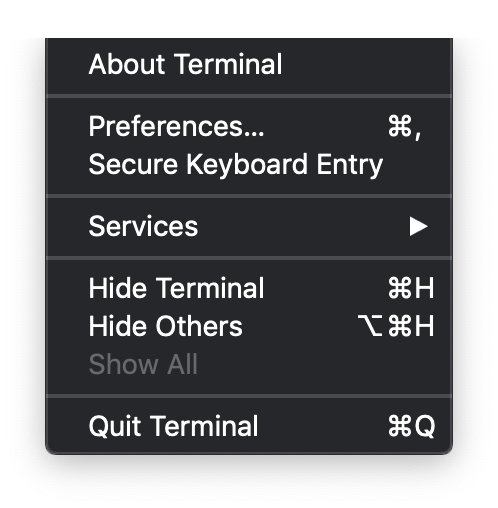 About Terminal
Preferences... ⌘,
Secure Keyboard Entry
Services ▶
Hide Terminal ⌘H
Hide Others ⌥⌘H
Show All
Quit Terminal ⌘Q